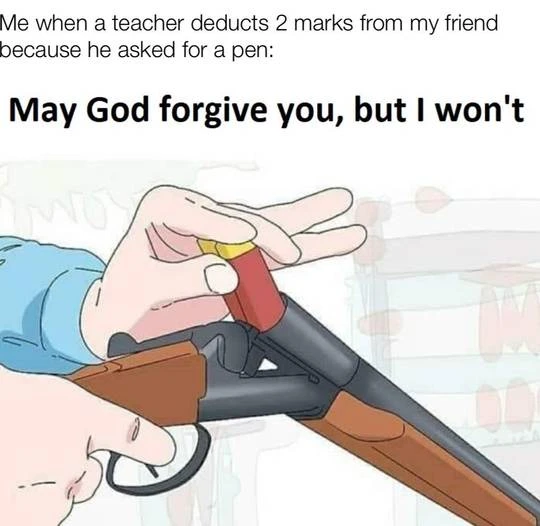 Me when a teacher deducts 2 marks from my friend
because he asked for a pen:
May God forgive you, but I won't